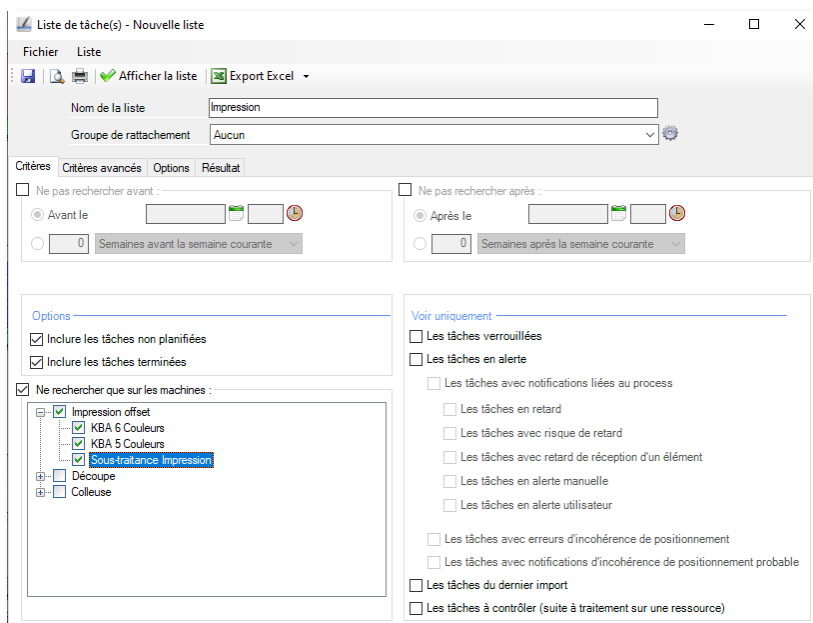 Liste de tâche(s) - Nouvelle liste
Fichier Liste
Afficher la liste Export Excel
Nom de la liste Impression
Groupe de rattachement Aucun
Critères Critères avancés Options Résultat
Ne pas rechercher avant :
Avant le
0 Semaines avant la semaine courante
Ne pas rechercher après :
Après le
0 Semaines après la semaine courante
Options
Inclure les tâches non planifiées
Inclure les tâches terminées
Ne rechercher que sur les machines :
Impression offset
KBA 6 Couleurs
KBA 5 Couleurs
Sous-traitance Impression
Découpe
Colleuse
Voir uniquement
Les tâches verrouillées
Les tâches en alerte
Les tâches avec notifications liées au process
Les tâches en retard
Les tâches avec risque de retard
Les tâches avec retard de réception d'un élément
Les tâches en alerte manuelle
Les tâches en alerte utilisateur
Les tâches avec erreurs d'incohérence de positionnement
Les tâches avec notifications d'incohérence de positionnement probable
Les tâches du dernier import
Les tâches à contrôler (suite à traitement sur une ressource)